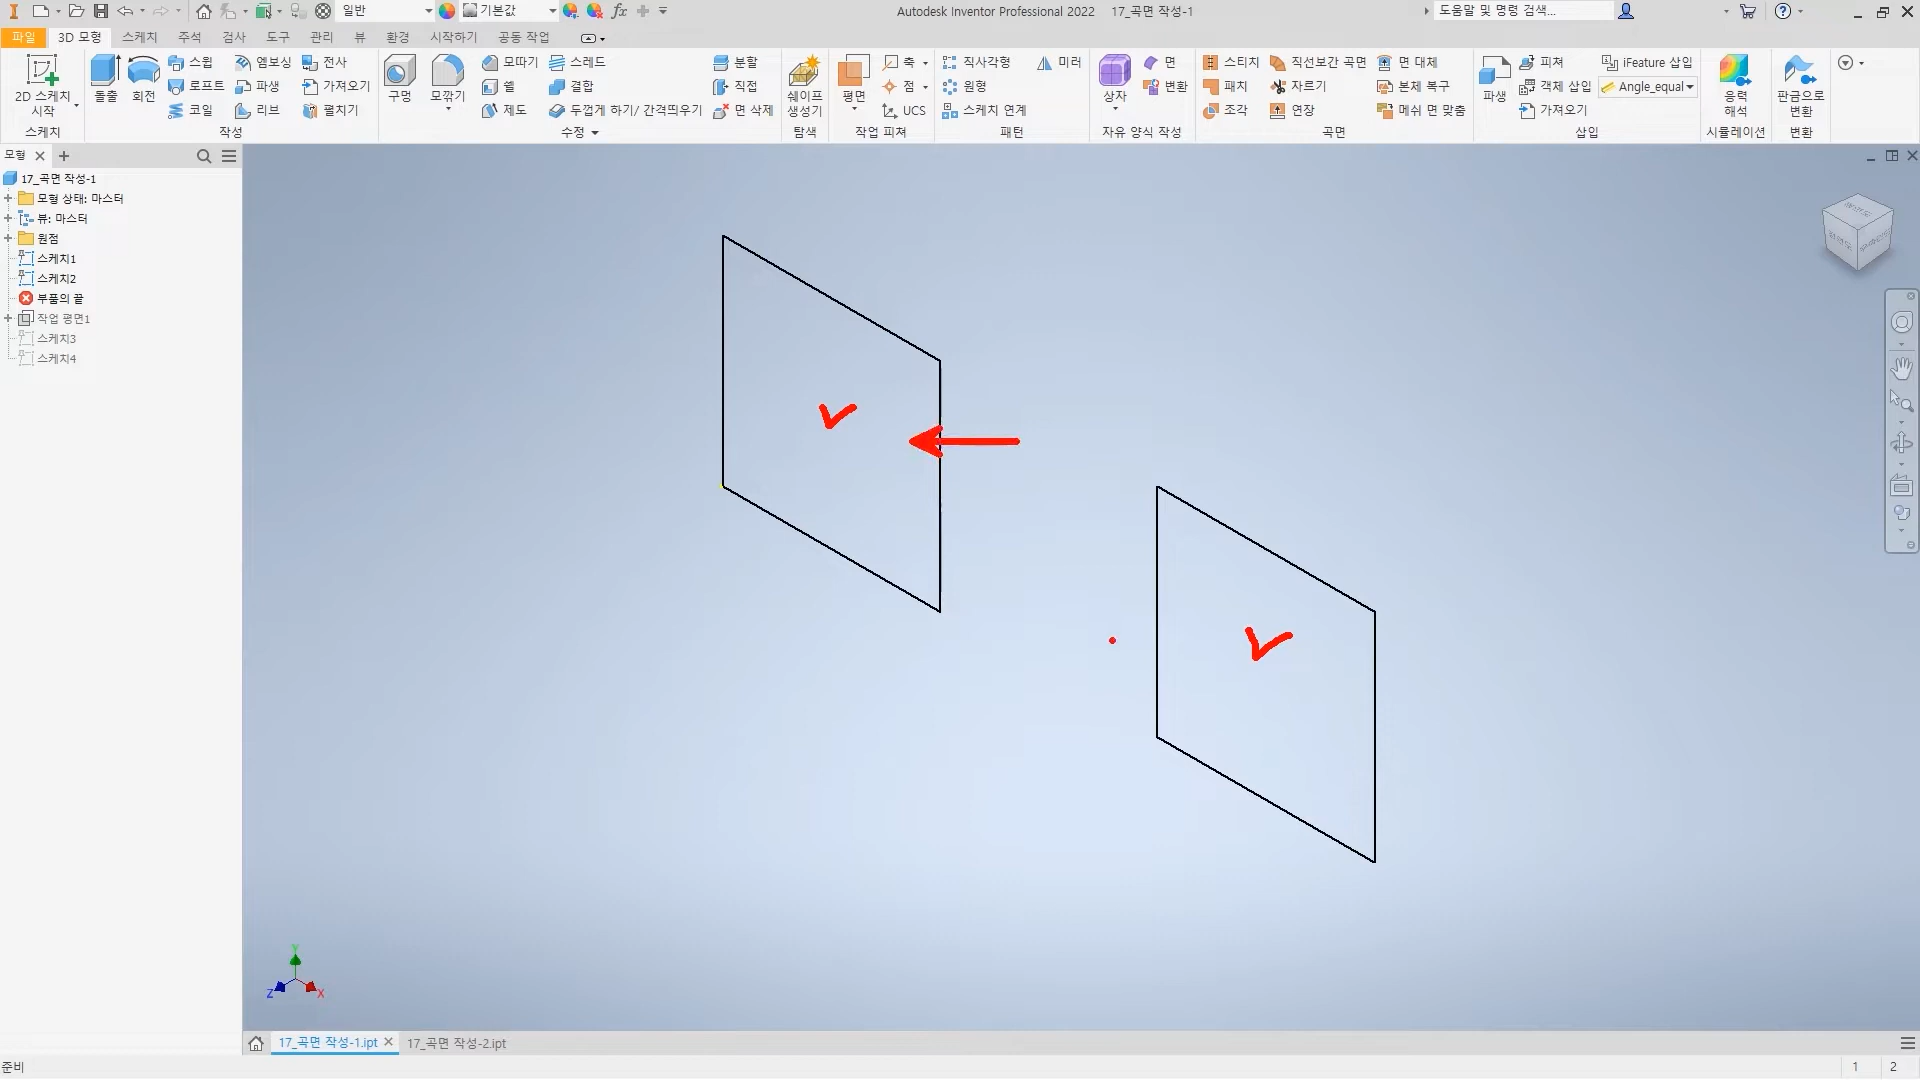 일반
기본값
fx
Autodesk Inventor Professional 2022 17_곡면 작성-1
도움말 및 명령 검색...
파일 3D 모형 스케치 주석 검사 도구 관리 뷰 환경 시작하기 공동 작업
2D 스케치 시작
스케치
돌출 회전
스윕 엠보싱 전사
로프트 파생 가져오기
코일 리브 펼치기
작성
구멍 모깎기
모따기 스레드 분할
쉘 결합 직접
제도 두껍게 하기/ 간격띄우기 면 삭제
수정
쉐이프 생성기
탐색
평면
축
점
UCS
작업 피쳐
직사각형 미러
원형
스케치 연계
패턴
상자
면
변환
자유 양식 작성
스티치 직선보간 곡면 면 대체
패치 자르기 본체 복구
조각 연장 메쉬 면 맞춤
곡면
파생
피쳐 iFeature 삽입
객체 삽입 Angle_equal
가져오기
삽입
응력 해석
시뮬레이션
판금으로 변환
변환
모형
17_곡면 작성-1
모형 상태: 마스터
뷰: 마스터
원점
스케치1
스케치2
부품의 끝
작업 평면1
스케치3
스케치4
Y
Z X
17_곡면 작성-1.ipt 17_곡면 작성-2.ipt
준비 1 2